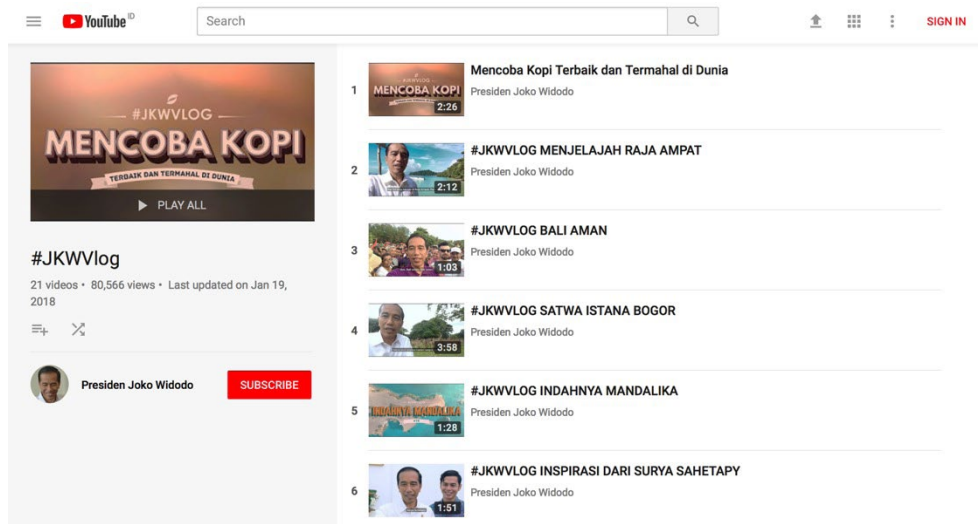 YouTube ID
Search
SIGN IN
#JKWVLOG
MENCOBA KOPI
TERBAIK DAN TERMAHAL DI DUNIA
PLAY ALL
#JKWVlog
21 videos • 80,566 views • Last updated on Jan 19,
2018
Presiden Joko Widodo
SUBSCRIBE
1
#JKWVLOG
MENCOBA KOPI
2:26
Mencoba Kopi Terbaik dan Termahal di Dunia
Presiden Joko Widodo
2
2:12
#JKWVLOG MENJELAJAH RAJA AMPAT
Presiden Joko Widodo
3
1:03
#JKWVLOG BALI AMAN
Presiden Joko Widodo
4
3:58
#JKWVLOG SATWA ISTANA BOGOR
Presiden Joko Widodo
5
INDAHNYA MANDALIKA
1:28
#JKWVLOG INDAHNYA MANDALIKA
Presiden Joko Widodo
6
1:51
#JKWVLOG INSPIRASI DARI SURYA SAHETAPY
Presiden Joko Widodo